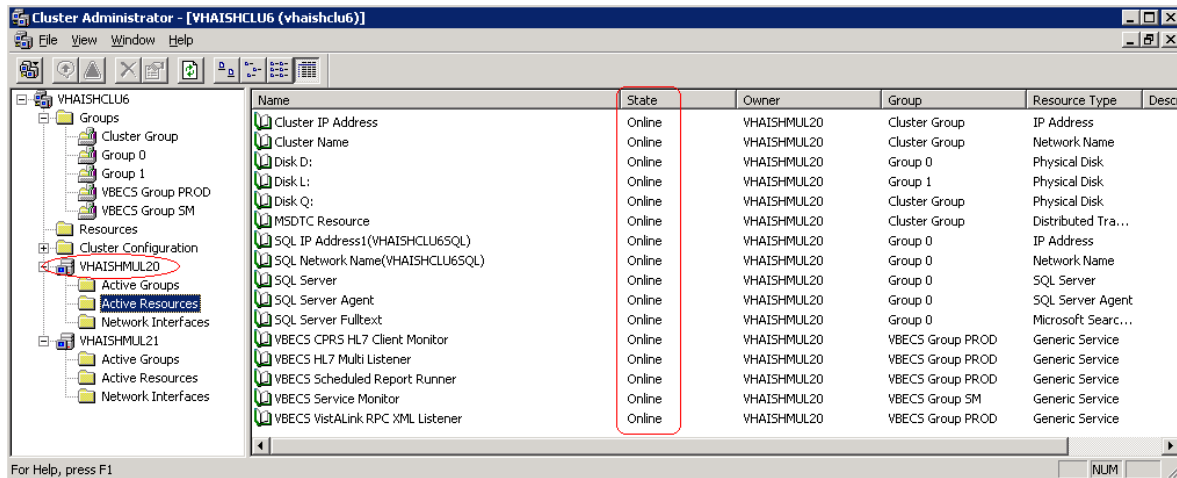 Cluster Administrator - [VHAISHCLU6 (vhaishclu6)]
File View Window Help
VHAISHCLU6
Groups
Cluster Group
Group 0
Group 1
VBECS Group PROD
VBECS Group SM
Resources
Cluster Configuration
VHAISHMUL20
Active Groups
Active Resources
Network Interfaces
VHAISHMUL21
Active Groups
Active Resources
Network Interfaces
Name State Owner Group Resource Type Descr
Cluster IP Address Online VHAISHMUL20 Cluster Group IP Address
Cluster Name Online VHAISHMUL20 Cluster Group Network Name
Disk D: Online VHAISHMUL20 Group 0 Physical Disk
Disk L: Online VHAISHMUL20 Group 1 Physical Disk
Disk Q: Online VHAISHMUL20 Cluster Group Physical Disk
MSDTC Resource Online VHAISHMUL20 Cluster Group Distributed Tra...
SQL IP Address1(VHAISHCLU6SQL) Online VHAISHMUL20 Group 0 IP Address
SQL Network Name(VHAISHCLU6SQL) Online VHAISHMUL20 Group 0 Network Name
SQL Server Online VHAISHMUL20 Group 0 SQL Server
SQL Server Agent Online VHAISHMUL20 Group 0 SQL Server Agent
SQL Server Fulltext Online VHAISHMUL20 Group 0 Microsoft Searc...
VBECS CPRS HL7 Client Monitor Online VHAISHMUL20 VBECS Group PROD Generic Service
VBECS HL7 Multi Listener Online VHAISHMUL20 VBECS Group PROD Generic Service
VBECS Scheduled Report Runner Online VHAISHMUL20 VBECS Group PROD Generic Service
VBECS Service Monitor Online VHAISHMUL20 VBECS Group SM Generic Service
VBECS VistALink RPC XML Listener Online VHAISHMUL20 VBECS Group PROD Generic Service
For Help, press F1 NUM